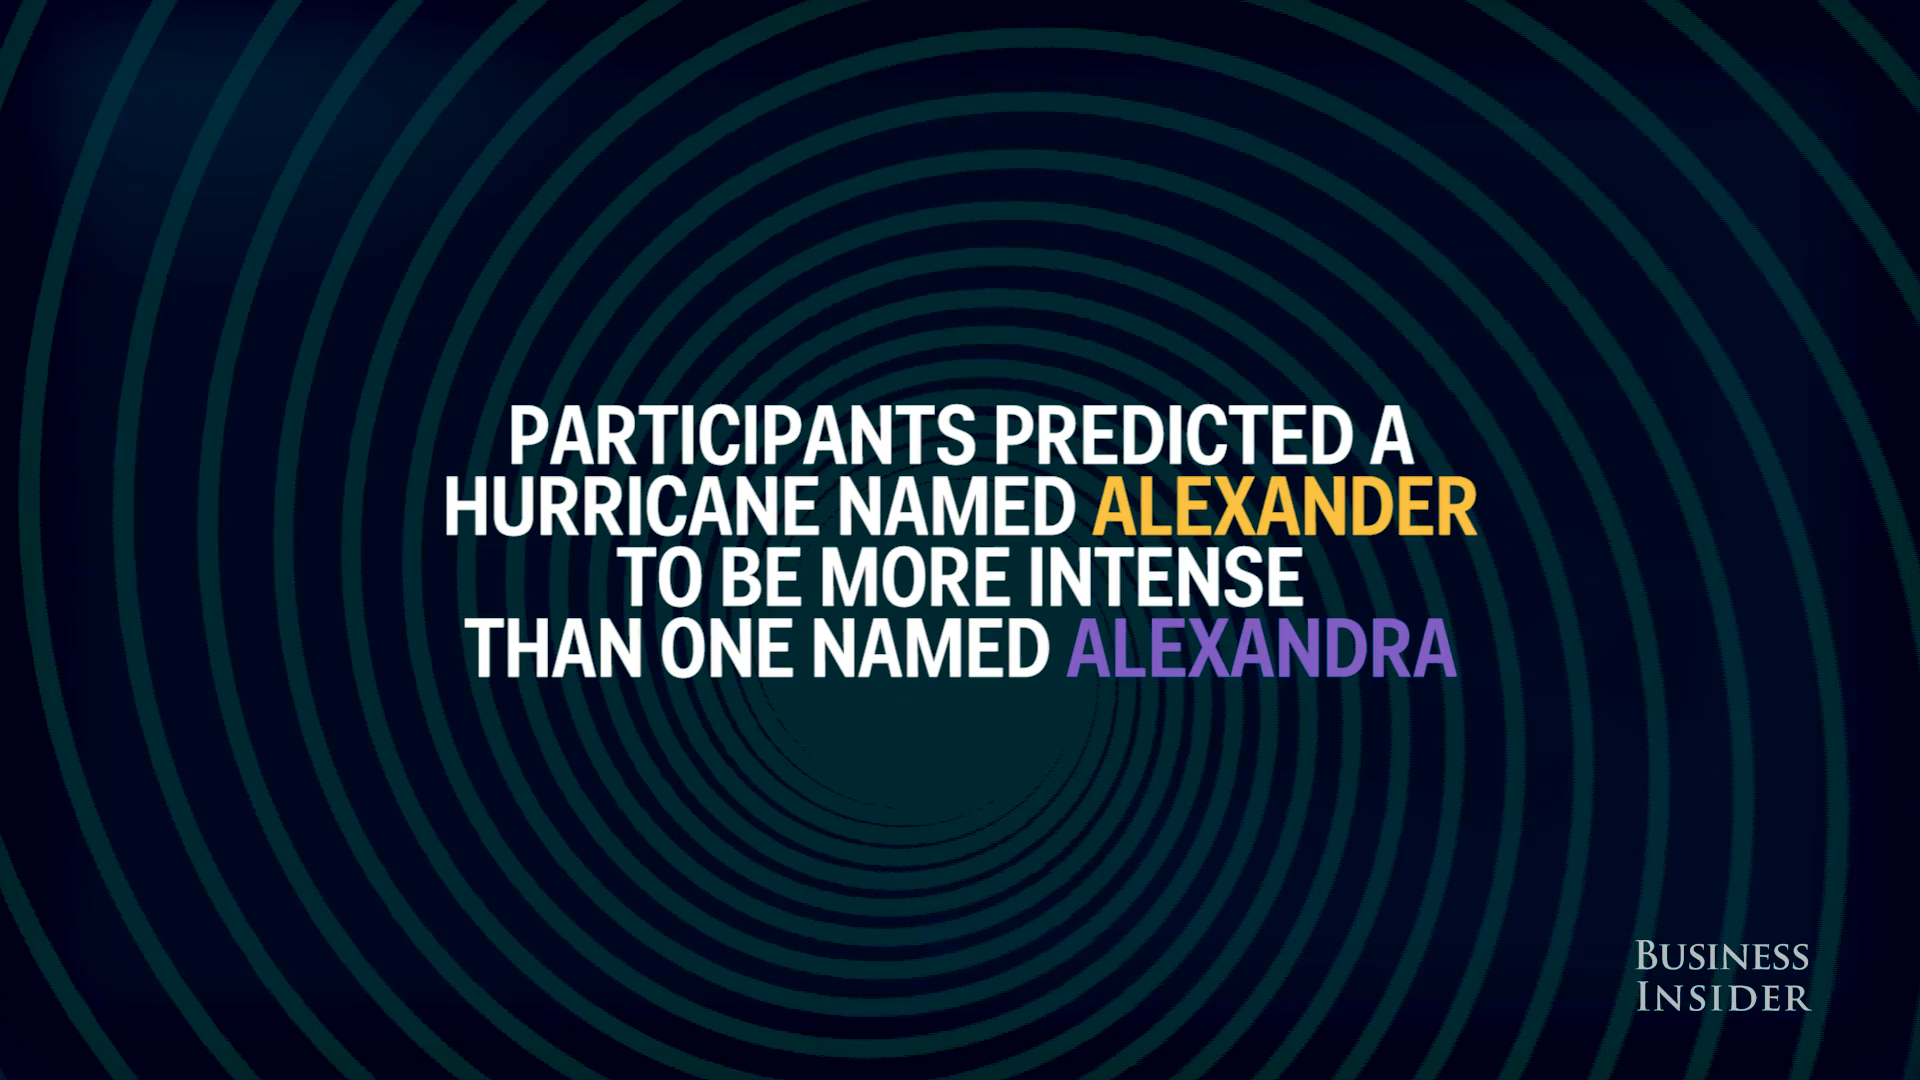 PARTICIPANTS PREDICTED A
HURRICANE NAMED ALEXANDER
TO BE MORE INTENSE
THAN ONE NAMED ALEXANDRA
BUSINESS
INSIDER